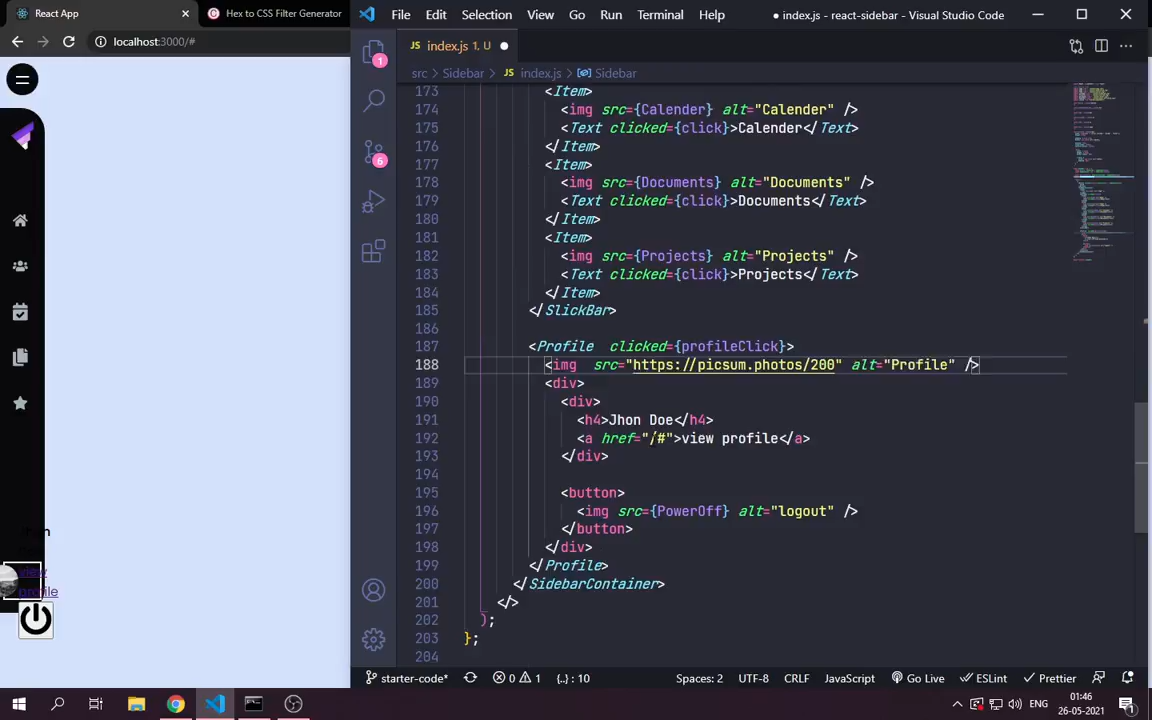 React App
Hex to CSS Filter Generator
File Edit Selection View Go Run Terminal Help
● index.js - react-sidebar - Visual Studio Code
localhost:3000/#
JS index.js 1, U
src > Sidebar > JS index.js > Sidebar
173 <Item>
174 <img src={Calender} alt="Calender" />
175 <Text clicked={click}>Calender</Text>
176 </Item>
177 <Item>
178 <img src={Documents} alt="Documents" />
179 <Text clicked={click}>Documents</Text>
180 </Item>
181 <Item>
182 <img src={Projects} alt="Projects" />
183 <Text clicked={click}>Projects</Text>
184 </Item>
185 </SlickBar>
186
187 <Profile clicked={profileClick}>
188 <img src="https://picsum.photos/200" alt="Profile" />
189 <div>
190 <div>
191 <h4>Jhon Doe</h4>
192 <a href="/#">view profile</a>
193 </div>
194
195 <button>
196 <img src={PowerOff} alt="logout" />
197 </button>
198 </div>
199 </Profile>
200 </SidebarContainer>
201 </>
202 );
203 };
204
1
6
view
profile
starter-code* 0 1 {..} : 10 Spaces: 2 UTF-8 CRLF JavaScript Go Live ESLint Prettier
ENG
01:46
26-05-2021
1